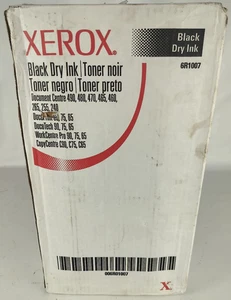 XEROX.
Black
Dry Ink
6R1007
Black Dry Ink | Toner noir
Toner negro | Toner preto
Document Centre 490, 480, 470, 465, 460,
265, 255, 240
DocuPrint 90, 75, 65
DocuTech 90, 75, 65
WorkCentre Pro 90, 75, 65
CopyCentre C90, C75, C65
006R01007
X